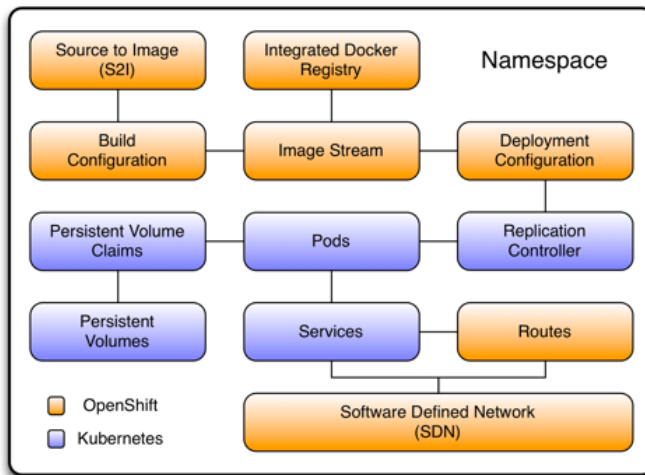 Source to Image
(S2I)
Integrated Docker
Registry
Namespace
Build
Configuration
Image Stream
Deployment
Configuration
Persistent Volume
Claims
Pods
Replication
Controller
Persistent
Volumes
Services
Routes
OpenShift
Kubernetes
Software Defined Network
(SDN)